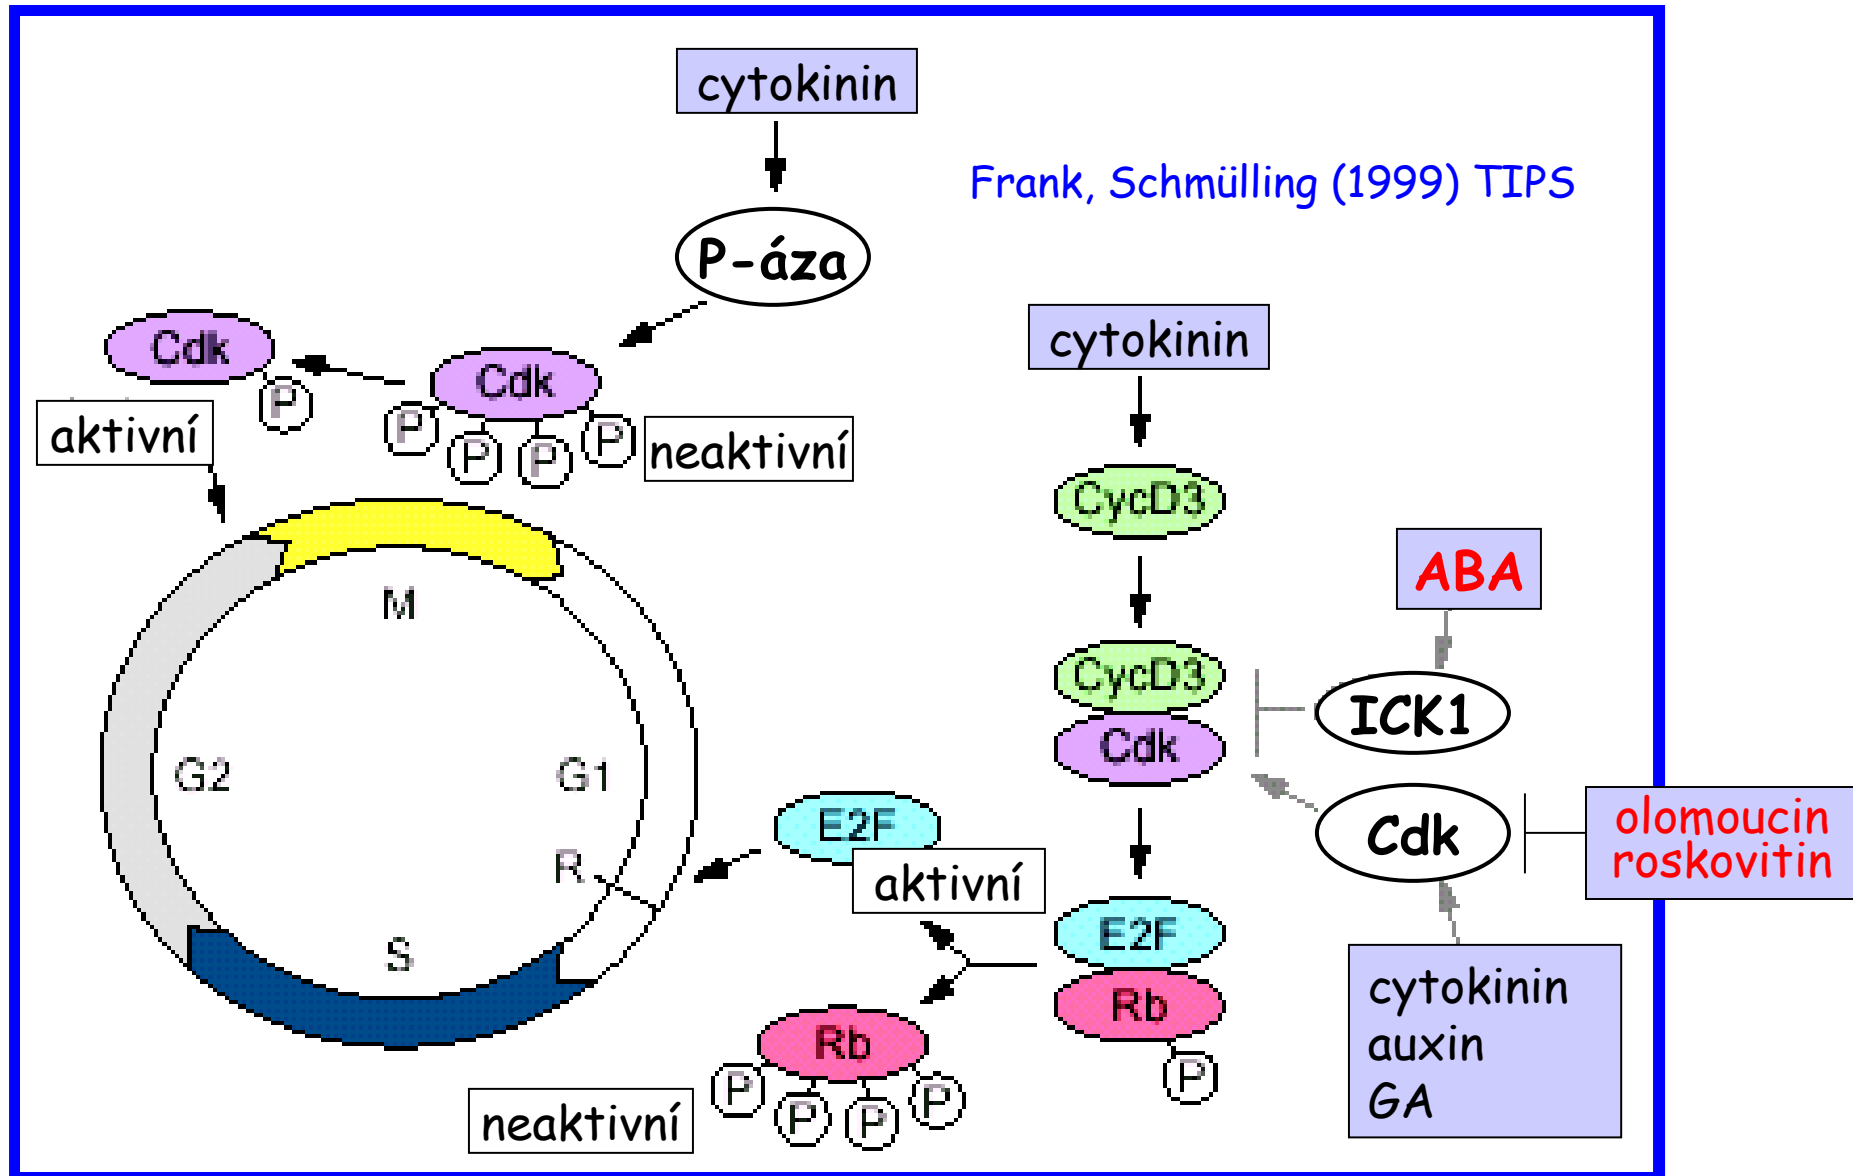 cytokinin
Frank, Schmülling (1999) TIPS
P-áza
cytokinin
Cdk
P
aktivní
Cdk
P
P
P
P
neaktivní
CycD3
ABA
M
CycD3
Cdk
ICK1
G2
G1
E2F
aktivní
R
Cdk
olomoucin
roskovitin
S
E2F
Rb
P
cytokinin
auxin
GA
Rb
P
P
P
P
neaktivní